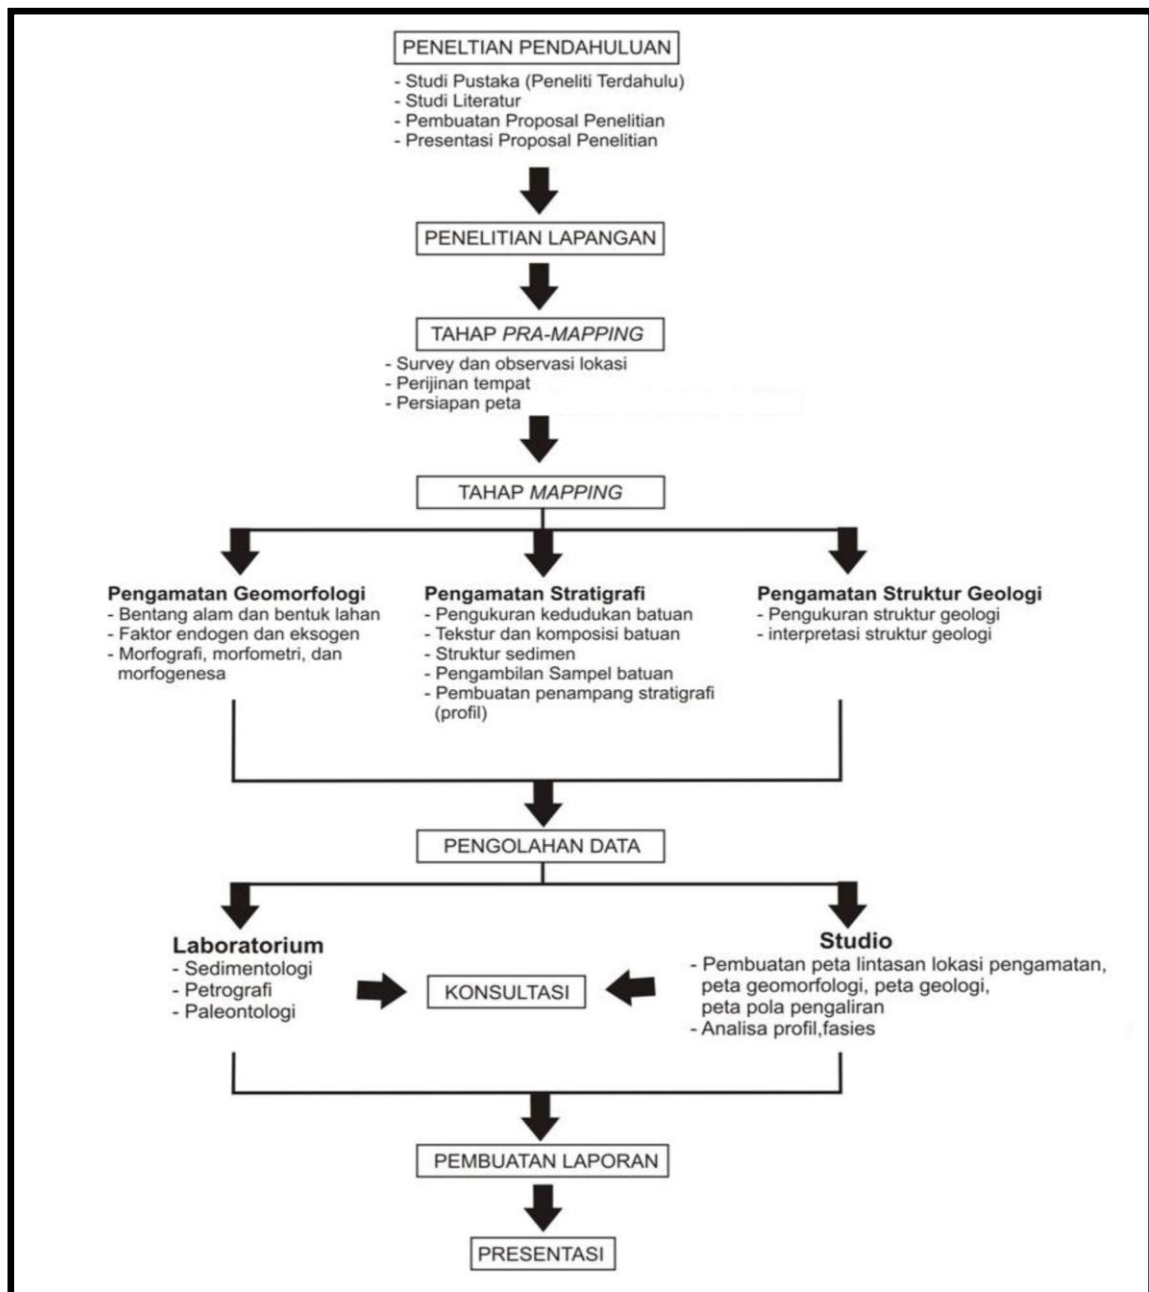 PENELTIAN PENDAHULUAN
- Studi Pustaka (Peneliti Terdahulu)
- Studi Literatur
- Pembuatan Proposal Penelitian
- Presentasi Proposal Penelitian
PENELITIAN LAPANGAN
TAHAP PRA-MAPPING
- Survey dan observasi lokasi
- Perijinan tempat
- Persiapan peta
TAHAP MAPPING
Pengamatan Geomorfologi
- Bentang alam dan bentuk lahan
- Faktor endogen dan eksogen
- Morfografi, morfometri, dan
morfogenesa
Pengamatan Stratigrafi
- Pengukuran kedudukan batuan
- Tekstur dan komposisi batuan
- Struktur sedimen
- Pengambilan Sampel batuan
- Pembuatan penampang stratigrafi
(profil)
Pengamatan Struktur Geologi
- Pengukuran struktur geologi
- interpretasi struktur geologi
PENGOLAHAN DATA
Laboratorium
- Sedimentologi
- Petrografi
- Paleontologi
KONSULTASI
Studio
- Pembuatan peta lintasan lokasi pengamatan,
peta geomorfologi, peta geologi,
peta pola pengaliran
- Analisa profil,fasies
PEMBUATAN LAPORAN
PRESENTASI